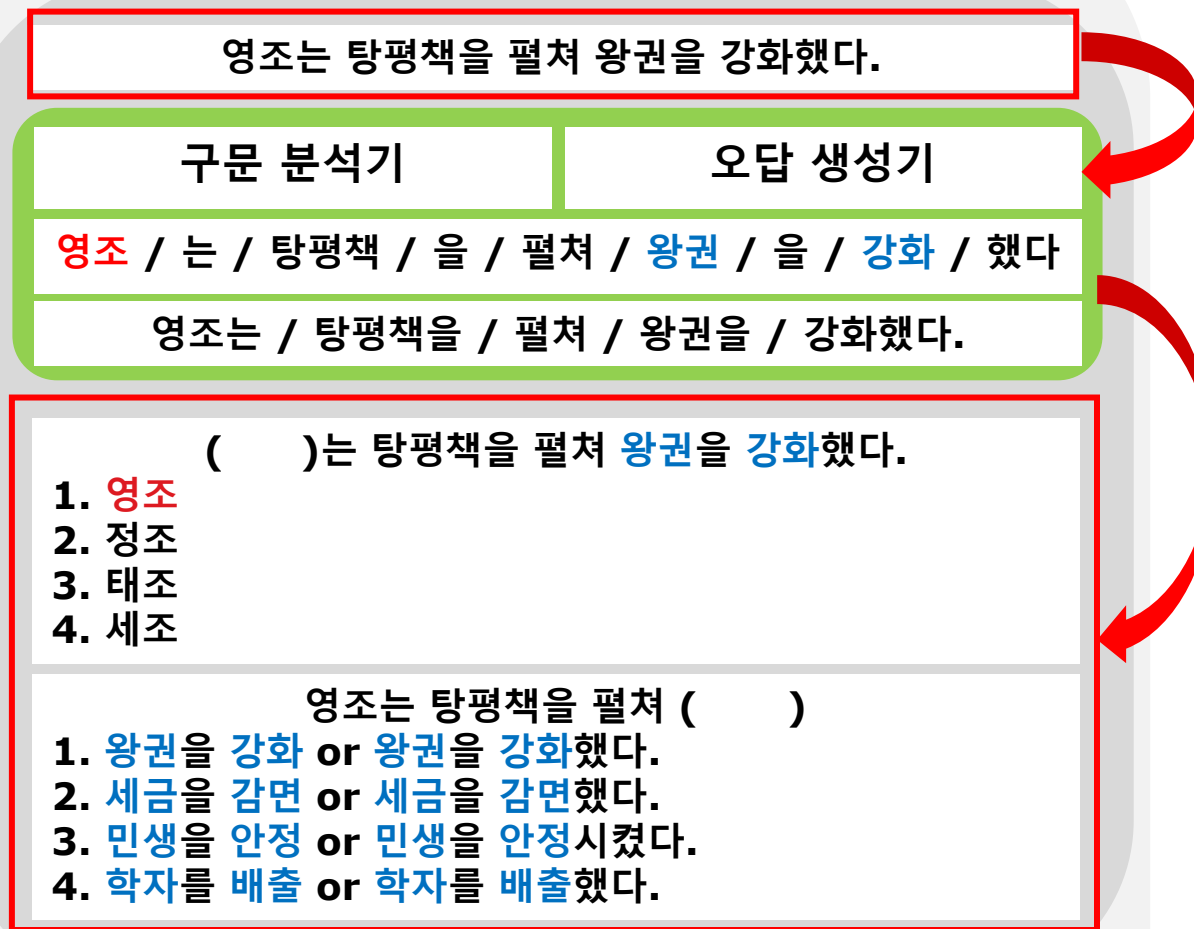 영조는 탕평책을 펼쳐 왕권을 강화했다.
구문 분석기
오답 생성기
영조 / 는 / 탕평책 / 을 / 펼쳐 / 왕권 / 을 / 강화 / 했다
영조는 / 탕평책을 / 펼쳐 / 왕권을 / 강화했다.
( )는 탕평책을 펼쳐 왕권을 강화했다.
1. 영조
2. 정조
3. 태조
4. 세조
영조는 탕평책을 펼쳐 ( )
1. 왕권을 강화 or 왕권을 강화했다.
2. 세금을 감면 or 세금을 감면했다.
3. 민생을 안정 or 민생을 안정시켰다.
4. 학자를 배출 or 학자를 배출했다.